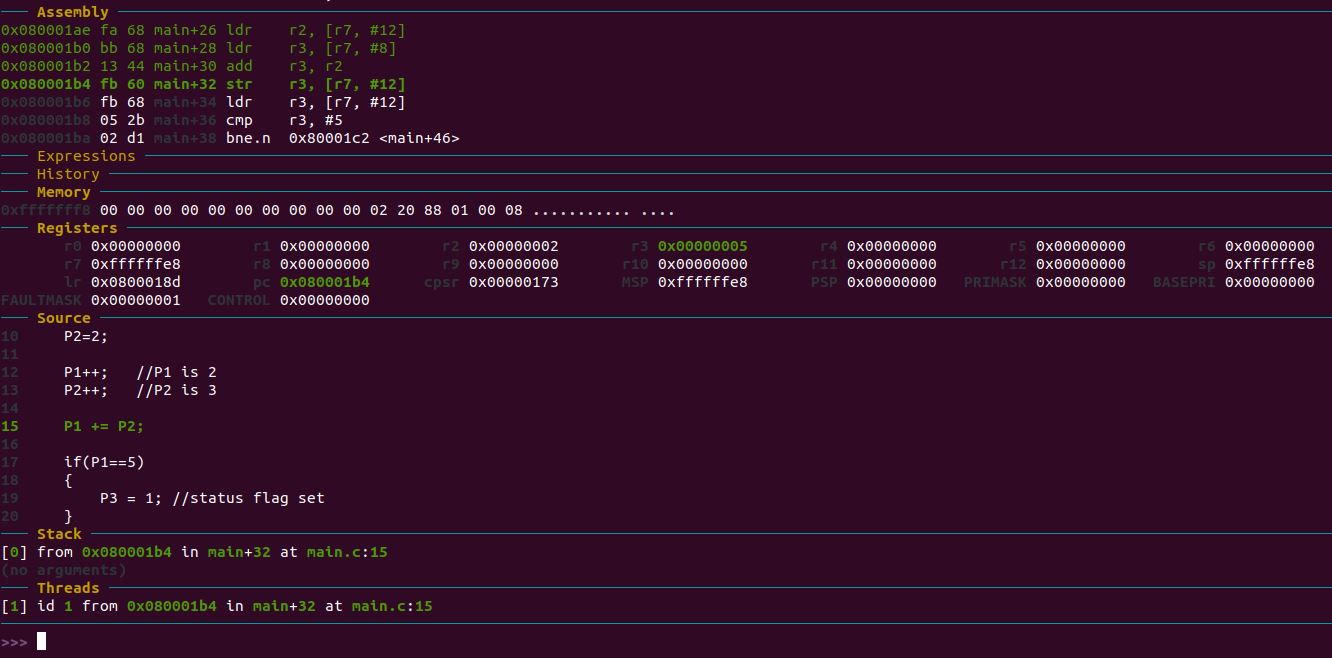 Assembly
0x080001ae fa 68 main+26 ldr r2, [r7, #12]
0x080001b0 bb 68 main+28 ldr r3, [r7, #8]
0x080001b2 13 44 main+30 add r3, r2
0x080001b4 fb 60 main+32 str r3, [r7, #12]
0x080001b6 fb 68 main+34 ldr r3, [r7, #12]
0x080001b8 05 2b main+36 cmp r3, #5
0x080001ba 02 d1 main+38 bne.n 0x80001c2 <main+46>
Expressions
History
Memory
0xfffffff8 00 00 00 00 00 00 00 00 00 00 02 20 88 01 00 08 ........... ....
Registers
r0 0x00000000 r1 0x00000000 r2 0x00000002 r3 0x00000005 r4 0x00000000 r5 0x00000000 r6 0x00000000
r7 0xffffffe8 r8 0x00000000 r9 0x00000000 r10 0x00000000 r11 0x00000000 r12 0x00000000 sp 0xffffffe8
lr 0x0800018d pc 0x080001b4 cpsr 0x00000173 MSP 0xffffffe8 PSP 0x00000000 PRIMASK 0x00000000 BASEPRI 0x00000000
FAULTMASK 0x00000001 CONTROL 0x00000000
Source
10 P2=2;
11
12 P1++; //P1 is 2
13 P2++; //P2 is 3
14
15 P1 += P2;
16
17 if(P1==5)
18 {
19 P3 = 1; //status flag set
20 }
Stack
[0] from 0x080001b4 in main+32 at main.c:15
(no arguments)
Threads
[1] id 1 from 0x080001b4 in main+32 at main.c:15
>>>